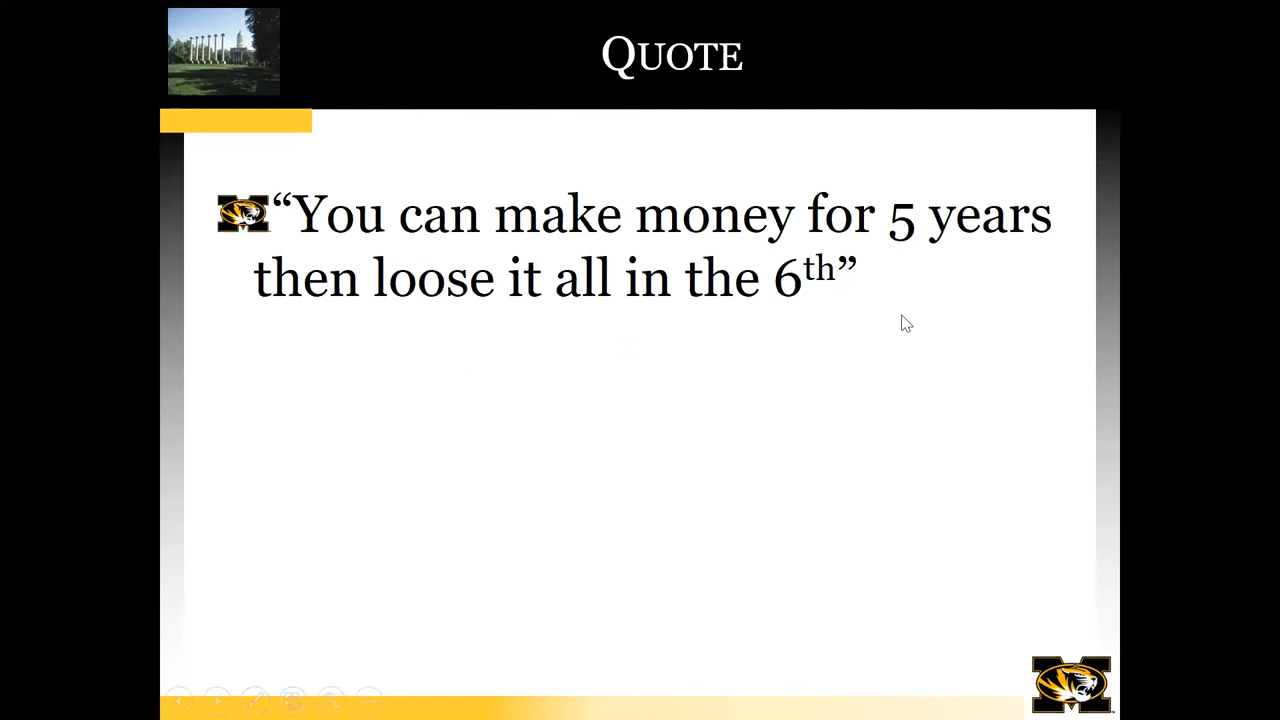 QUOTE
“You can make money for 5 years
then loose it all in the 6th”